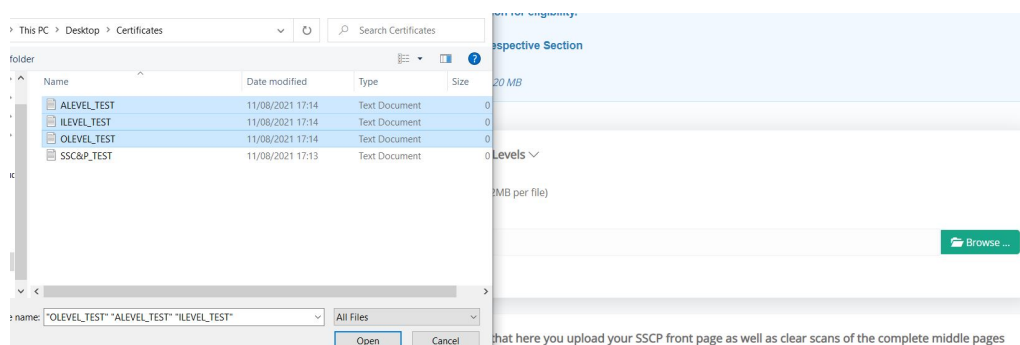 This PC > Desktop > Certificates
Search Certificates
folder
Name Date modified Type Size
ALEVEL_TEST 11/08/2021 17:14 Text Document 0
ILEVEL_TEST 11/08/2021 17:14 Text Document 0
OLEVEL_TEST 11/08/2021 17:14 Text Document 0
SSC&P_TEST 11/08/2021 17:13 Text Document 0
name: "OLEVEL_TEST" "ALEVEL_TEST" "ILEVEL_TEST" All Files
Open Cancel
for eligibility.
espective Section
20 MB
Levels
2MB per file)
Browse ...
that here you upload your SSCP front page as well as clear scans of the complete middle pages